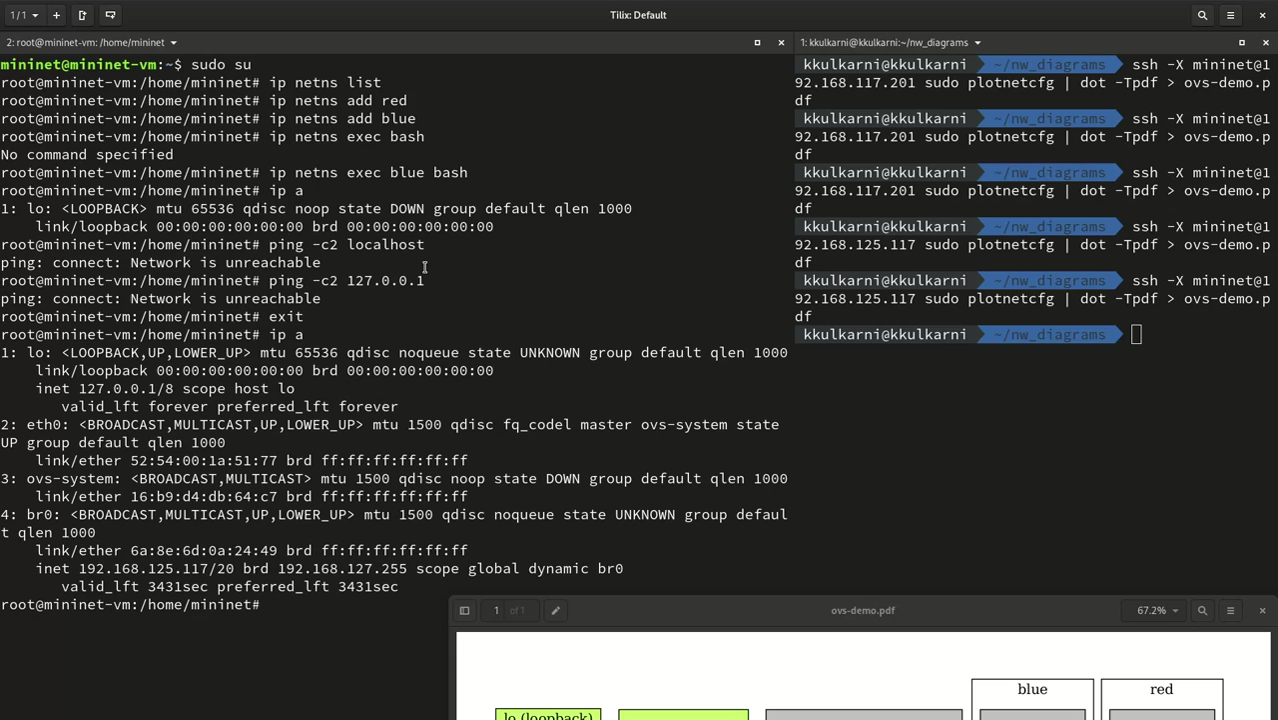 1 / 1
Tilix: Default
2: root@mininet-vm: /home/mininet
1: kkulkarni@kkulkarni:~/nw_diagrams
mininet@mininet-vm:~$ sudo su
root@mininet-vm:/home/mininet# ip netns list
root@mininet-vm:/home/mininet# ip netns add red
root@mininet-vm:/home/mininet# ip netns add blue
root@mininet-vm:/home/mininet# ip netns exec bash
No command specified
root@mininet-vm:/home/mininet# ip netns exec blue bash
root@mininet-vm:/home/mininet# ip a
1: lo: <LOOPBACK> mtu 65536 qdisc noop state DOWN group default qlen 1000
    link/loopback 00:00:00:00:00:00 brd 00:00:00:00:00:00
root@mininet-vm:/home/mininet# ping -c2 localhost
ping: connect: Network is unreachable
root@mininet-vm:/home/mininet# ping -c2 127.0.0.1
ping: connect: Network is unreachable
root@mininet-vm:/home/mininet# exit
root@mininet-vm:/home/mininet# ip a
1: lo: <LOOPBACK,UP,LOWER_UP> mtu 65536 qdisc noqueue state UNKNOWN group default qlen 1000
    link/loopback 00:00:00:00:00:00 brd 00:00:00:00:00:00
    inet 127.0.0.1/8 scope host lo
       valid_lft forever preferred_lft forever
2: eth0: <BROADCAST,MULTICAST,UP,LOWER_UP> mtu 1500 qdisc fq_codel master ovs-system state
UP group default qlen 1000
    link/ether 52:54:00:1a:51:77 brd ff:ff:ff:ff:ff:ff
3: ovs-system: <BROADCAST,MULTICAST> mtu 1500 qdisc noop state DOWN group default qlen 1000
    link/ether 16:b9:d4:db:64:c7 brd ff:ff:ff:ff:ff:ff
4: br0: <BROADCAST,MULTICAST,UP,LOWER_UP> mtu 1500 qdisc noqueue state UNKNOWN group defaul
t qlen 1000
    link/ether 6a:8e:6d:0a:24:49 brd ff:ff:ff:ff:ff:ff
    inet 192.168.125.117/20 brd 192.168.127.255 scope global dynamic br0
       valid_lft 3431sec preferred_lft 3431sec
root@mininet-vm:/home/mininet#
kkulkarni@kkulkarni ~/nw_diagrams ssh -X mininet@1
92.168.117.201 sudo plotnetcfg | dot -Tpdf > ovs-demo.p
df
kkulkarni@kkulkarni ~/nw_diagrams ssh -X mininet@1
92.168.117.201 sudo plotnetcfg | dot -Tpdf > ovs-demo.p
df
kkulkarni@kkulkarni ~/nw_diagrams ssh -X mininet@1
92.168.117.201 sudo plotnetcfg | dot -Tpdf > ovs-demo.p
df
kkulkarni@kkulkarni ~/nw_diagrams ssh -X mininet@1
92.168.125.117 sudo plotnetcfg | dot -Tpdf > ovs-demo.p
df
kkulkarni@kkulkarni ~/nw_diagrams ssh -X mininet@1
92.168.125.117 sudo plotnetcfg | dot -Tpdf > ovs-demo.p
df
kkulkarni@kkulkarni ~/nw_diagrams
1 of 1
ovs-demo.pdf
67.2%
blue
red
lo (loopback)